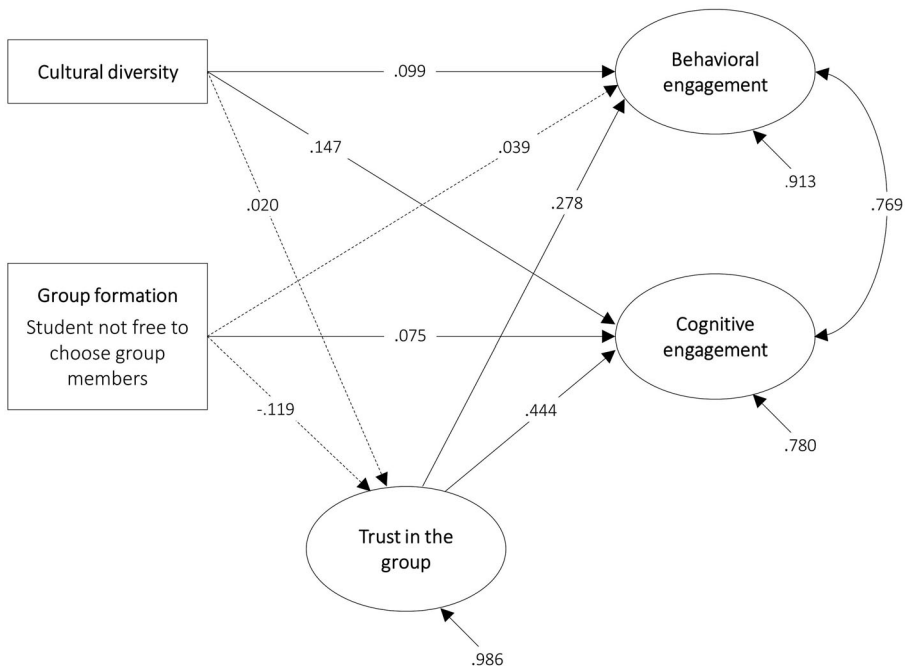 Behavioral
engagement
Cultural diversity
.099
.147
.039
.913
.020
.278
.769
Group formation
Student not free to
choose group
members
.075
Cognitive
engagement
-.119
.444
.780
Trust in the
group
.986